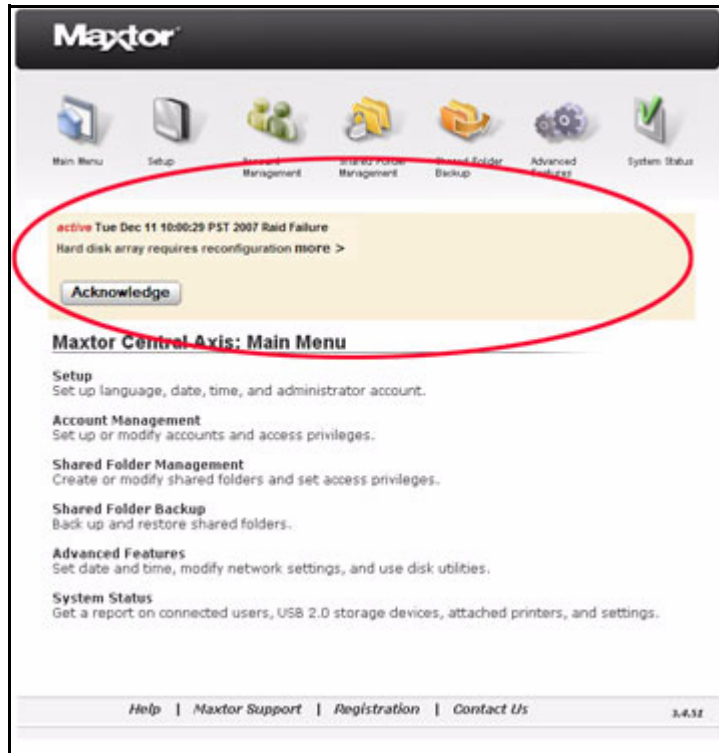 Maxtor
Main Menu
Setup
Account Management
Shared Folder Management
Shared Folder Backup
Advanced Features
System Status
active Tue Dec 11 10:00:29 PST 2007 Raid Failure
Hard disk array requires reconfiguration more >
Acknowledge
Maxtor Central Axis: Main Menu
Setup
Set up language, date, time, and administrator account.
Account Management
Set up or modify accounts and access privileges.
Shared Folder Management
Create or modify shared folders and set access privileges.
Shared Folder Backup
Back up and restore shared folders.
Advanced Features
Set date and time, modify network settings, and use disk utilities.
System Status
Get a report on connected users, USB 2.0 storage devices, attached printers, and settings.
Help | Maxtor Support | Registration | Contact Us